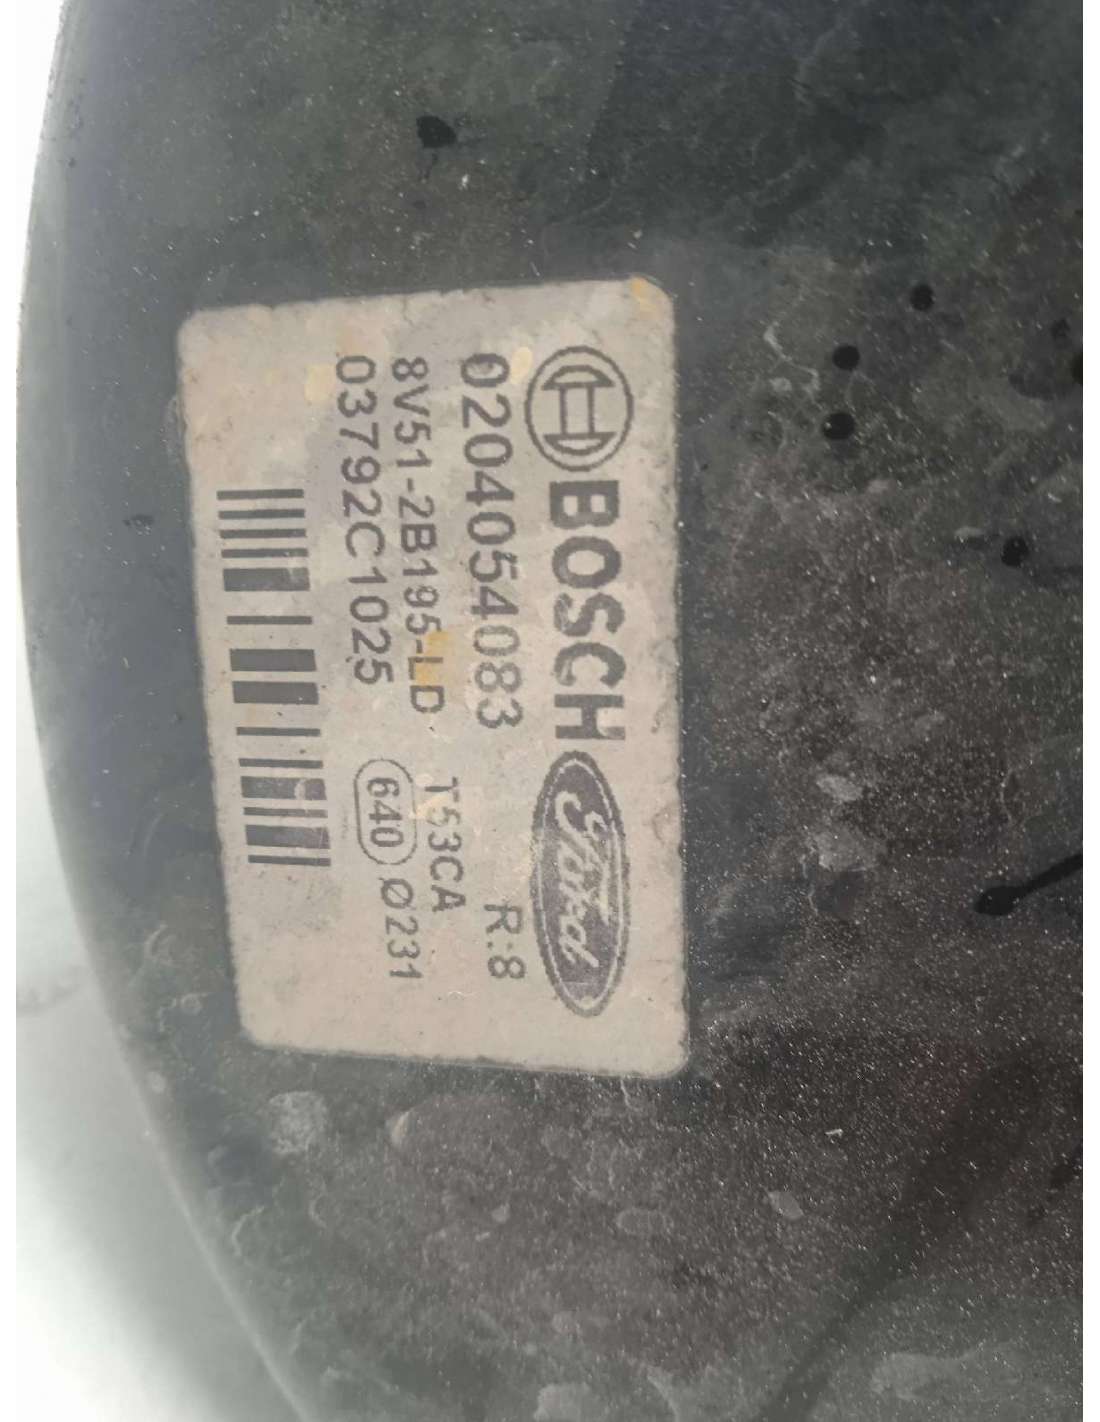 BOSCH Ford
0204054083 R:8
8V51-2B195-LD T53CA
03792C1025 640 Ø231